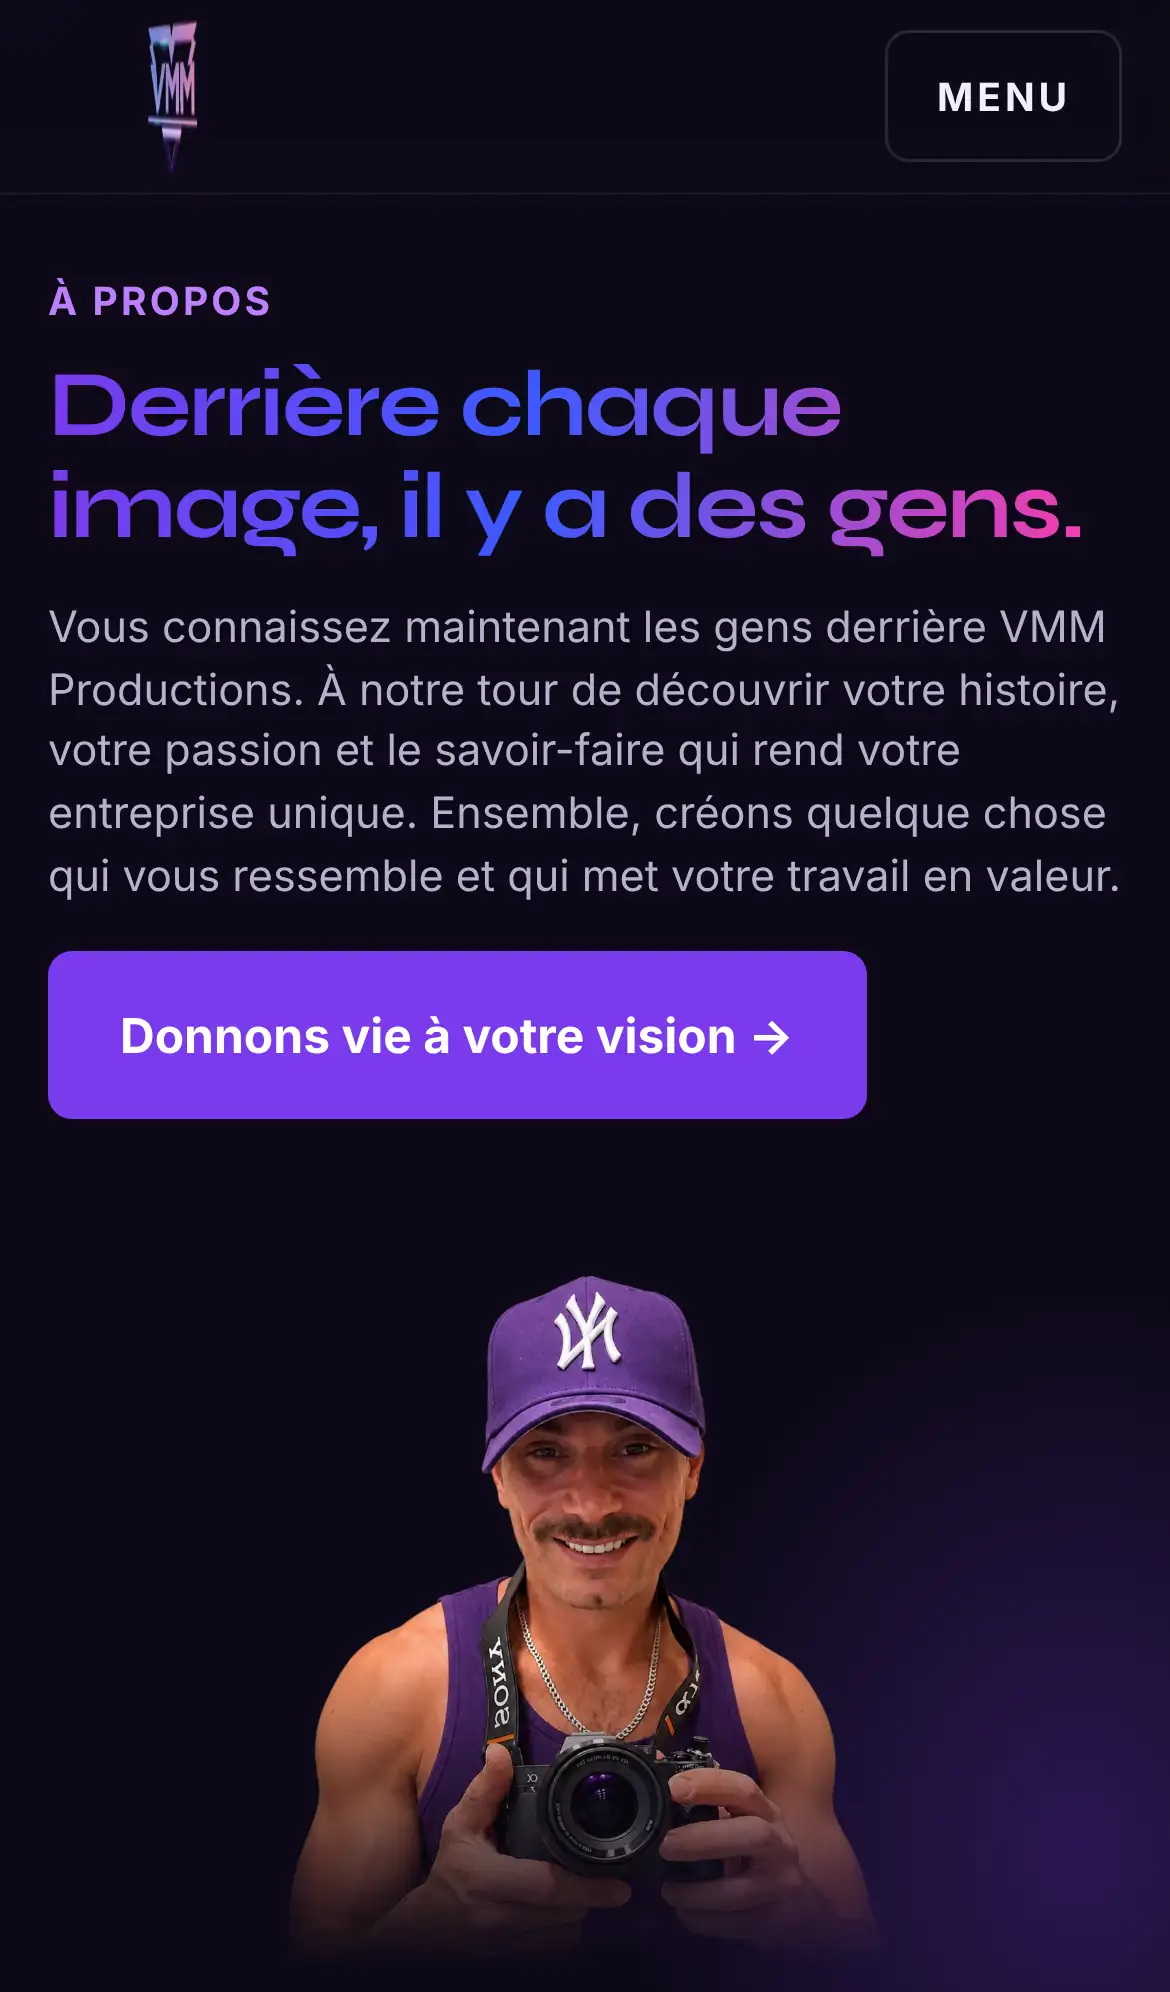 VMM
MENU
À PROPOS
Derrière chaque
image, il y a des gens.
Vous connaissez maintenant les gens derrière VMM
Productions. À notre tour de découvrir votre histoire,
votre passion et le savoir-faire qui rend votre
entreprise unique. Ensemble, créons quelque chose
qui vous ressemble et qui met votre travail en valeur.
Donnons vie à votre vision →
SONY